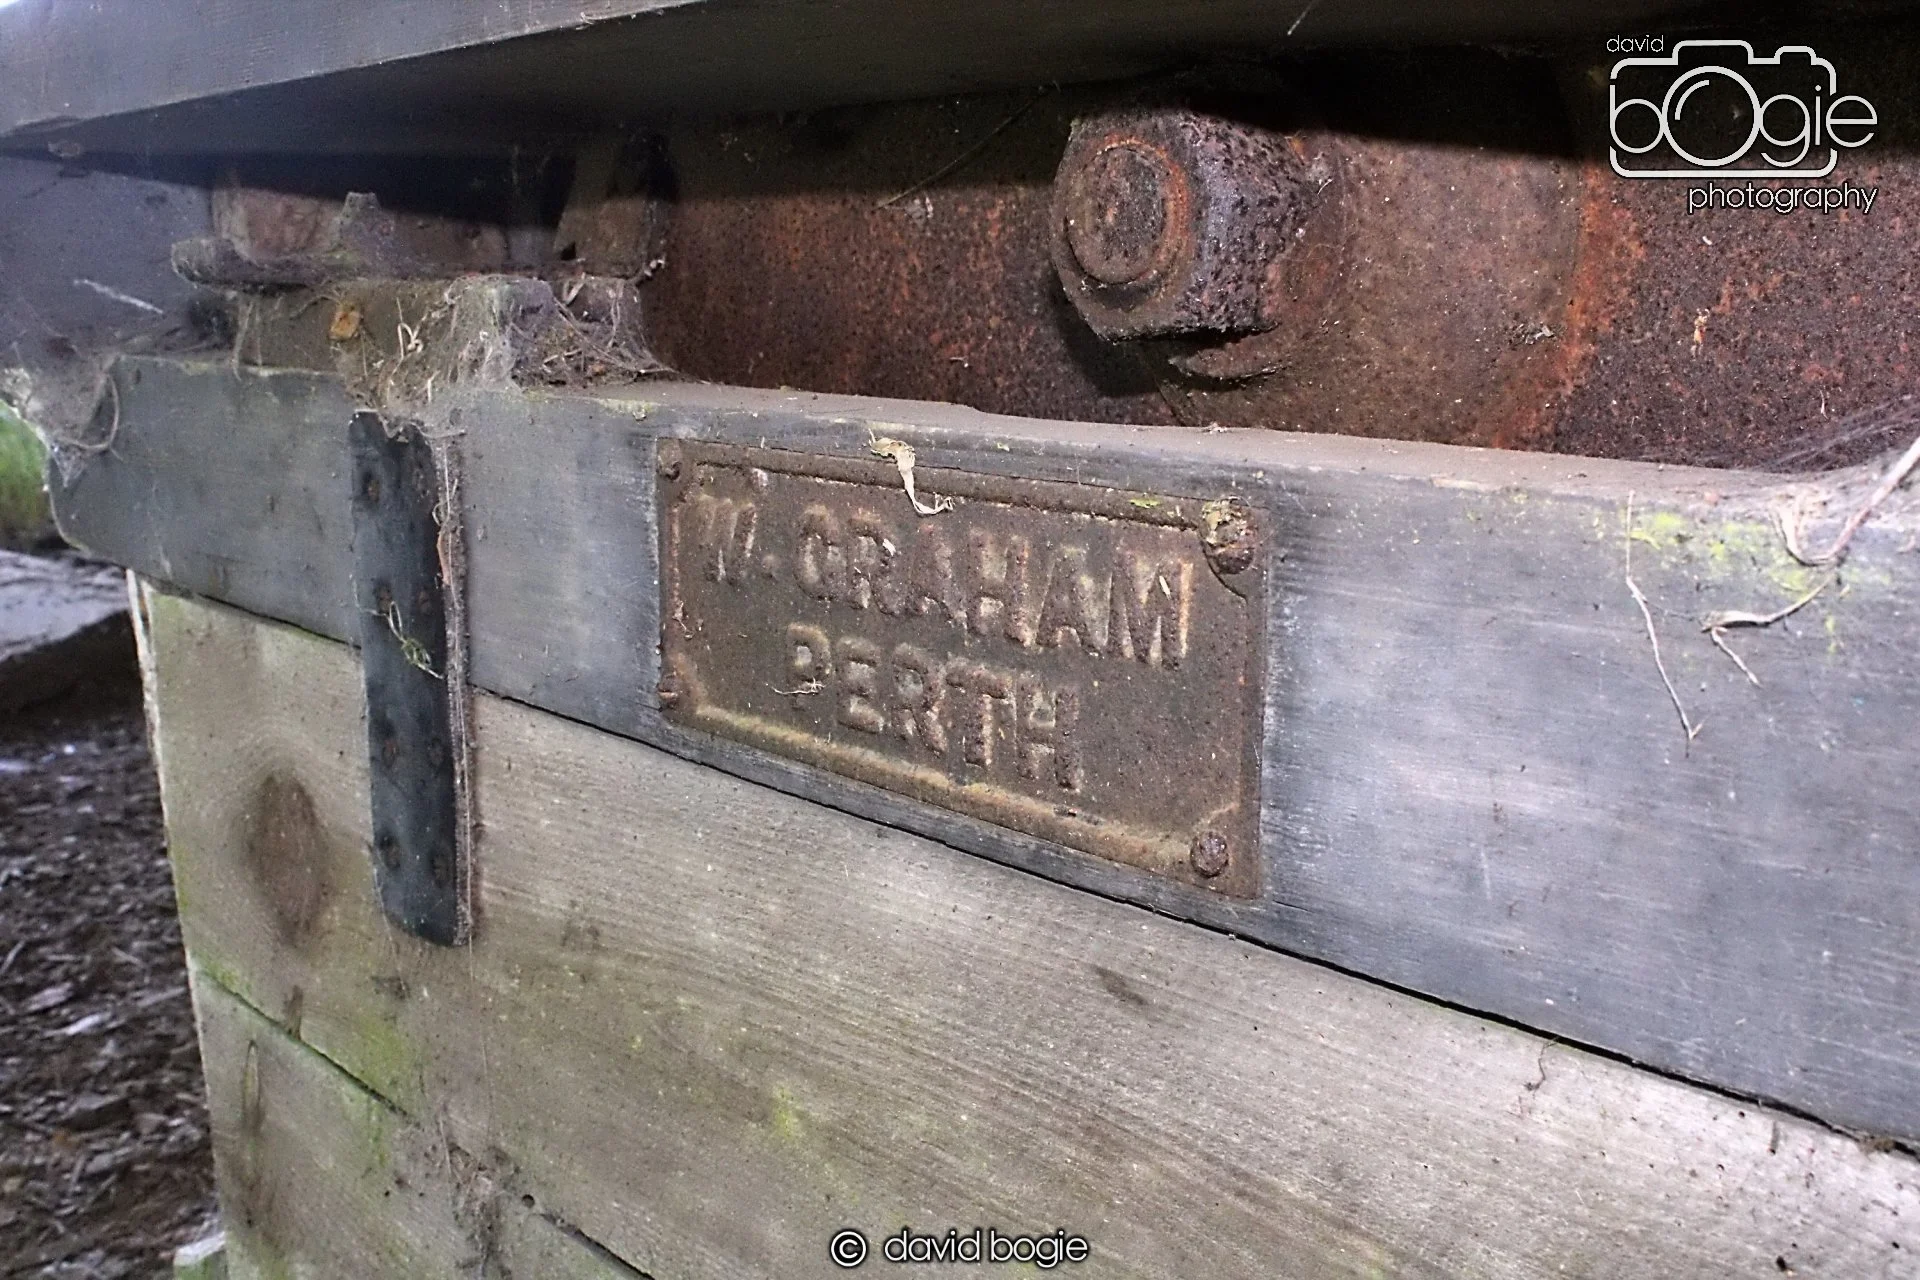 david
bogie
photography
W. GRAHAM
PERTH
© david bogie